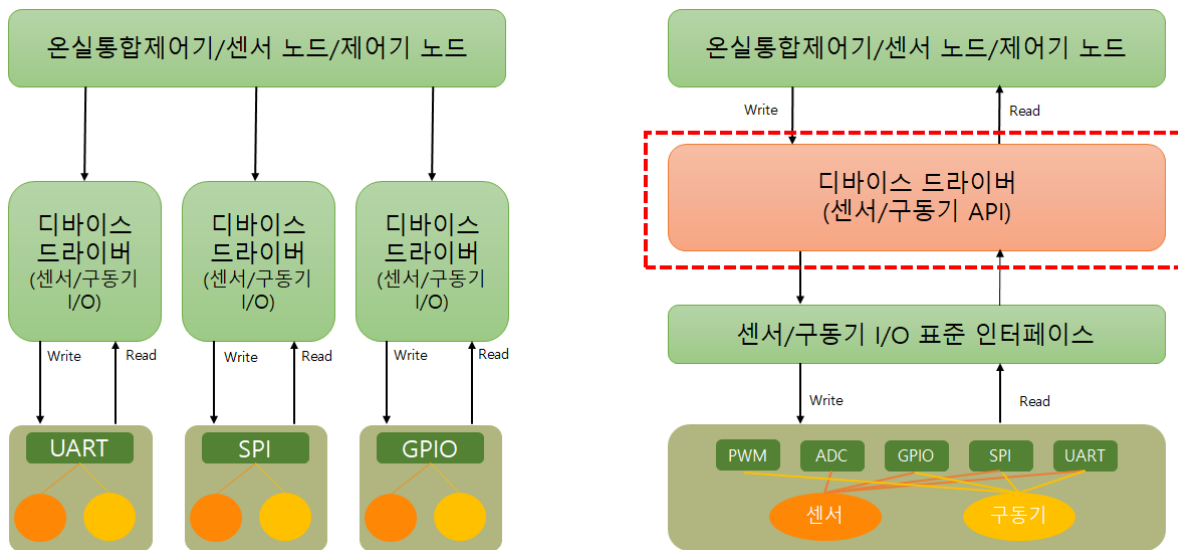 온실통합제어기/센서 노드/제어기 노드
디바이스
드라이버
(센서/구동기
I/O)
디바이스
드라이버
(센서/구동기
I/O)
디바이스
드라이버
(센서/구동기
I/O)
Write
Read
Write
Read
Write
Read
UART
SPI
GPIO
온실통합제어기/센서 노드/제어기 노드
Write
Read
디바이스 드라이버
(센서/구동기 API)
센서/구동기 I/O 표준 인터페이스
Write
Read
PWM
ADC
GPIO
SPI
UART
센서
구동기